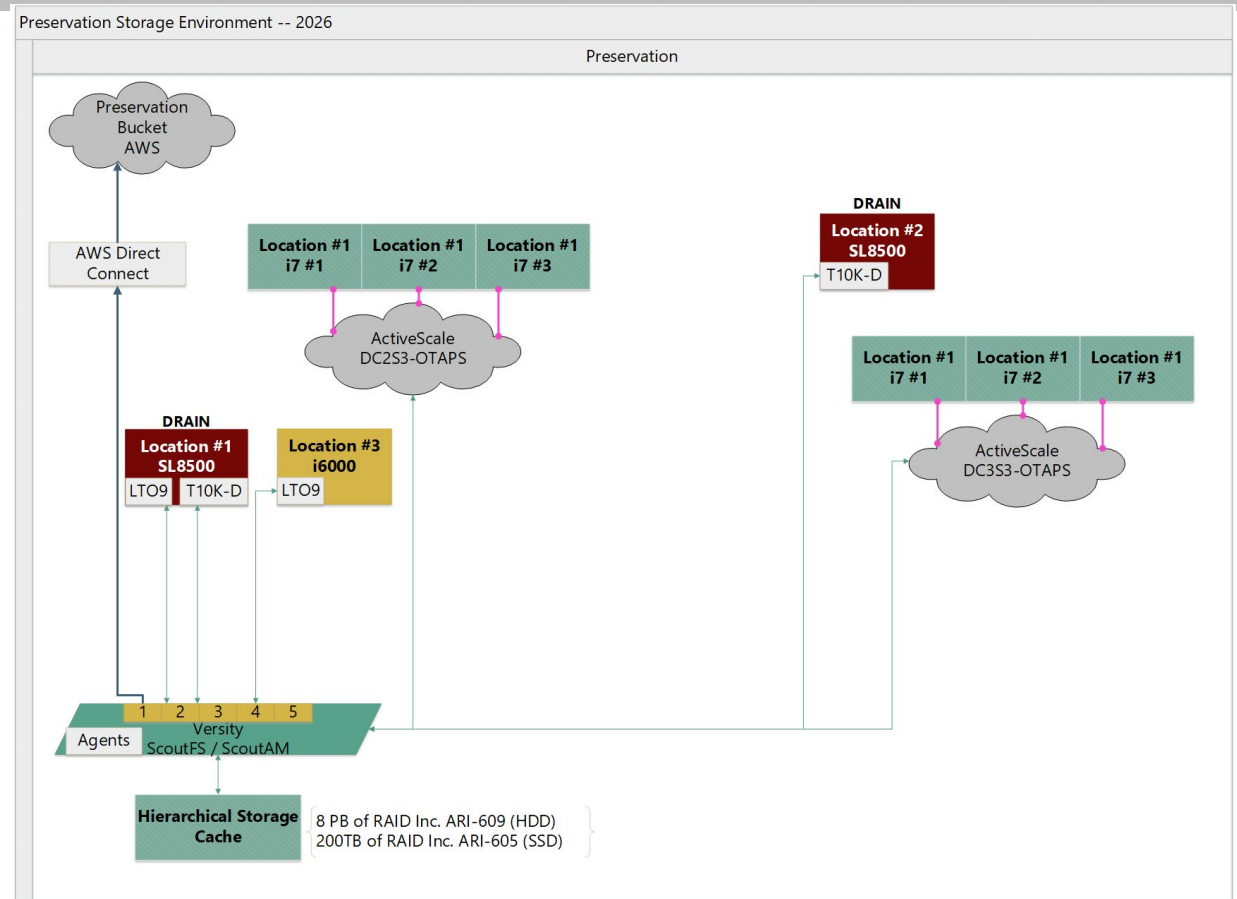 Preservation Storage Environment -- 2026
Preservation
Preservation
Bucket
AWS
AWS Direct
Connect
Location #1
i7 #1
Location #1
i7 #2
Location #1
i7 #3
ActiveScale
DC2S3-OTAPS
DRAIN
Location #2
SL8500
T10K-D
Location #1
i7 #1
Location #1
i7 #2
Location #1
i7 #3
ActiveScale
DC3S3-OTAPS
DRAIN
Location #1
SL8500
LTO9
T10K-D
Location #3
i6000
LTO9
1 2 3 4 5
Versity
ScoutFS / ScoutAM
Agents
Hierarchical Storage
Cache
8 PB of RAID Inc. ARI-609 (HDD)
200TB of RAID Inc. ARI-605 (SSD)